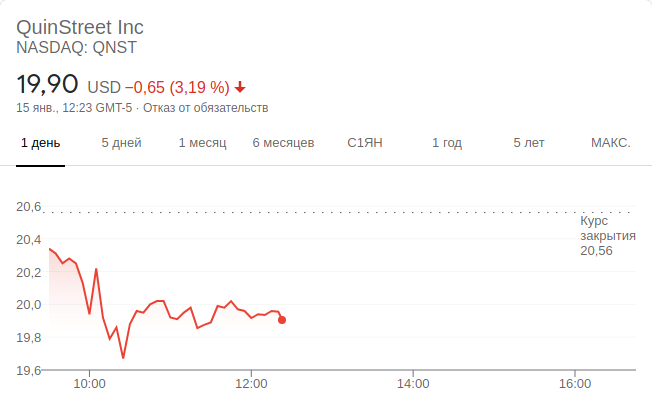 QuinStreet Inc
NASDAQ: QNST
19,90 USD −0,65 (3,19 %)
15 янв., 12:23 GMT-5 · Отказ от обязательств
1 день 5 дней 1 месяц 6 месяцев С1ЯН 1 год 5 лет МАКС.
20,6
Курс
закрытия
20,56
20,4
20,2
20,0
19,8
19,6
10:00 12:00 14:00 16:00